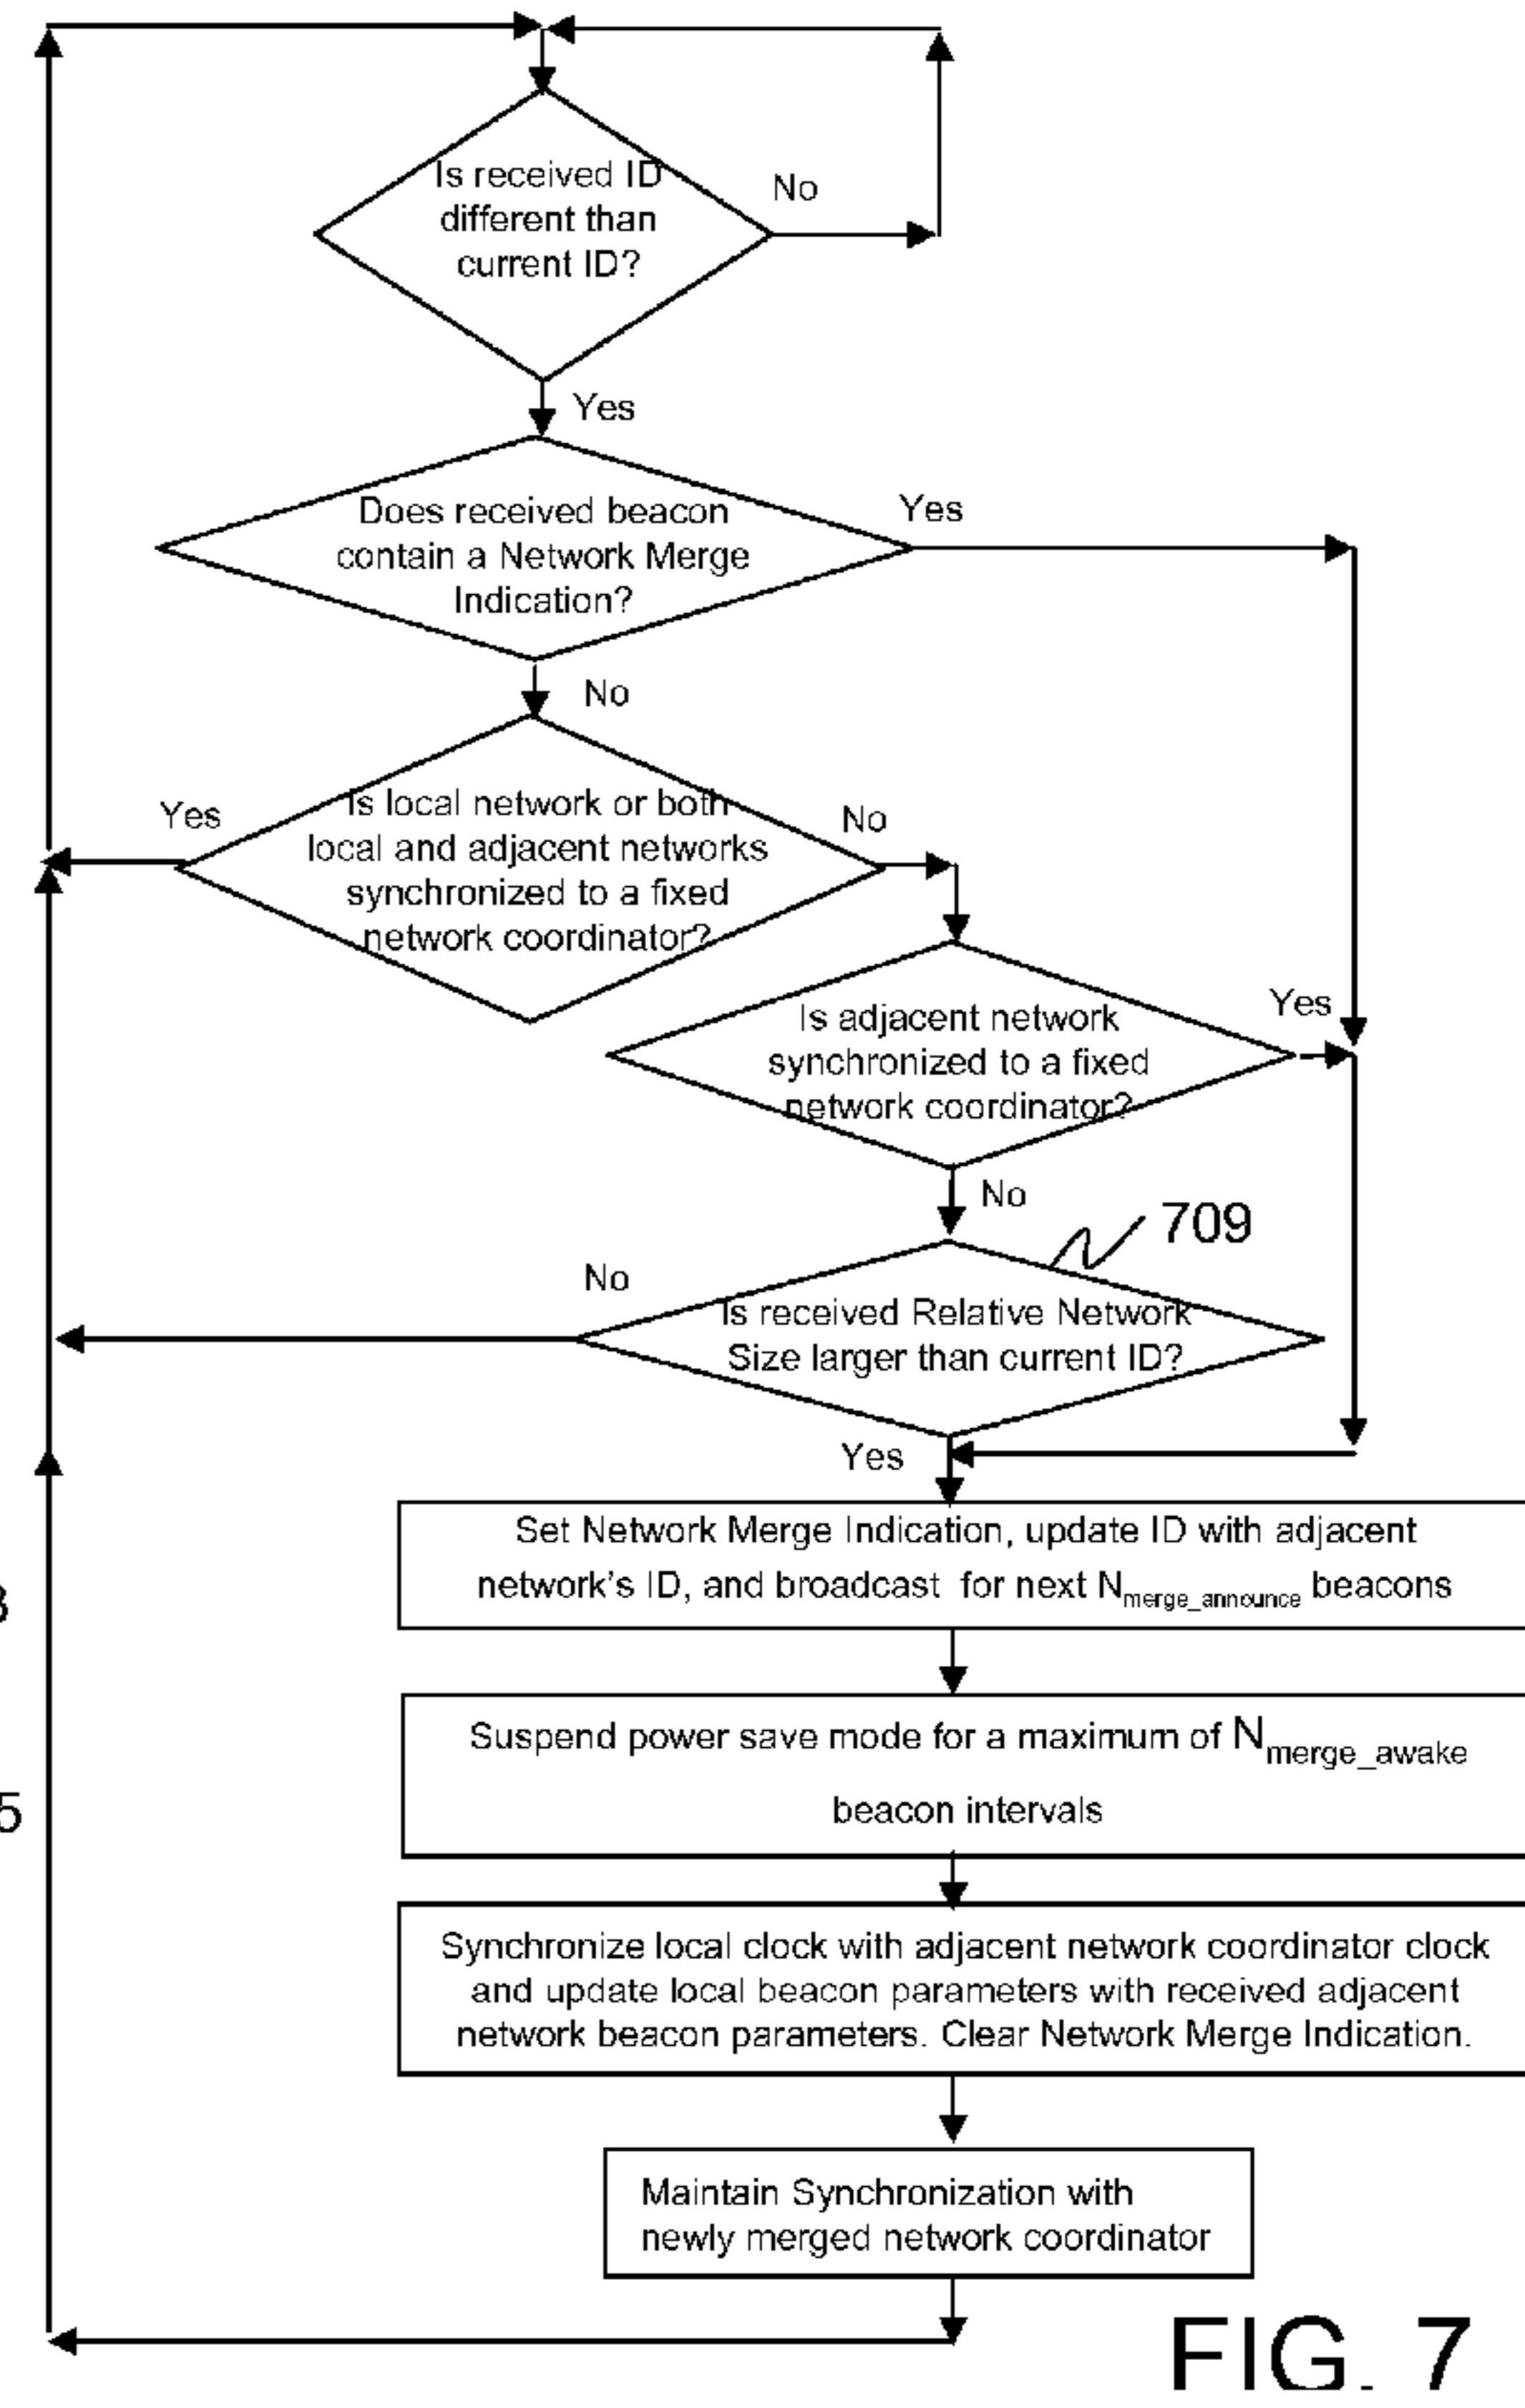 Is received ID
different than
current ID?
No
Yes
Does received beacon
contain a Network Merge
Indication?
Yes
No
Is local network or both
local and adjacent networks
synchronized to a fixed
network coordinator?
Yes
No
Is adjacent network
synchronized to a fixed
network coordinator?
Yes
No
709
Is received Relative Network
Size larger than current ID?
No
Yes
Set Network Merge Indication, update ID with adjacent
network's ID, and broadcast for next Nmerge_announce beacons
3
Suspend power save mode for a maximum of Nmerge_awake
beacon intervals
5
Synchronize local clock with adjacent network coordinator clock
and update local beacon parameters with received adjacent
network beacon parameters. Clear Network Merge Indication.
Maintain Synchronization with
newly merged network coordinator
FIG. 7